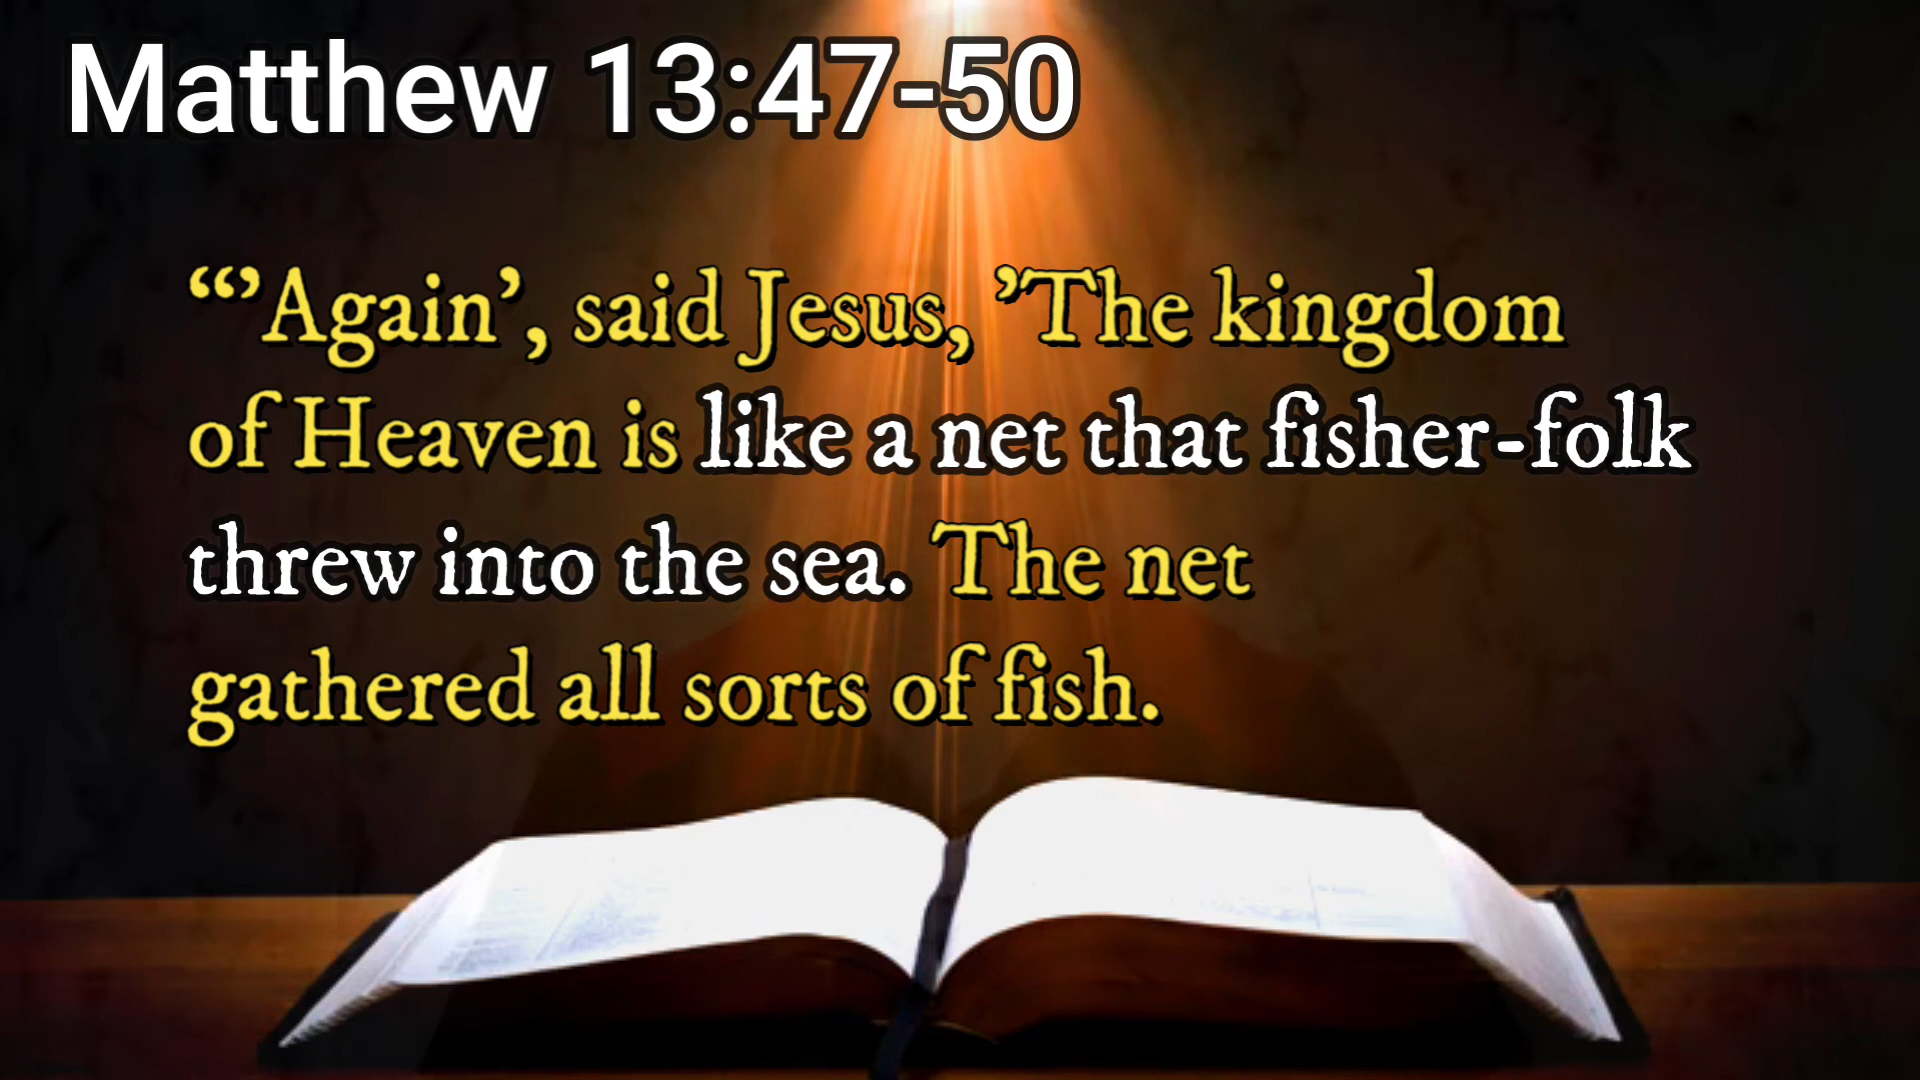 Matthew 13:47-50
“’Again’, said Jesus, ’The kingdom
of Heaven is like a net that fisher-folk
threw into the sea. The net
gathered all sorts of fish.